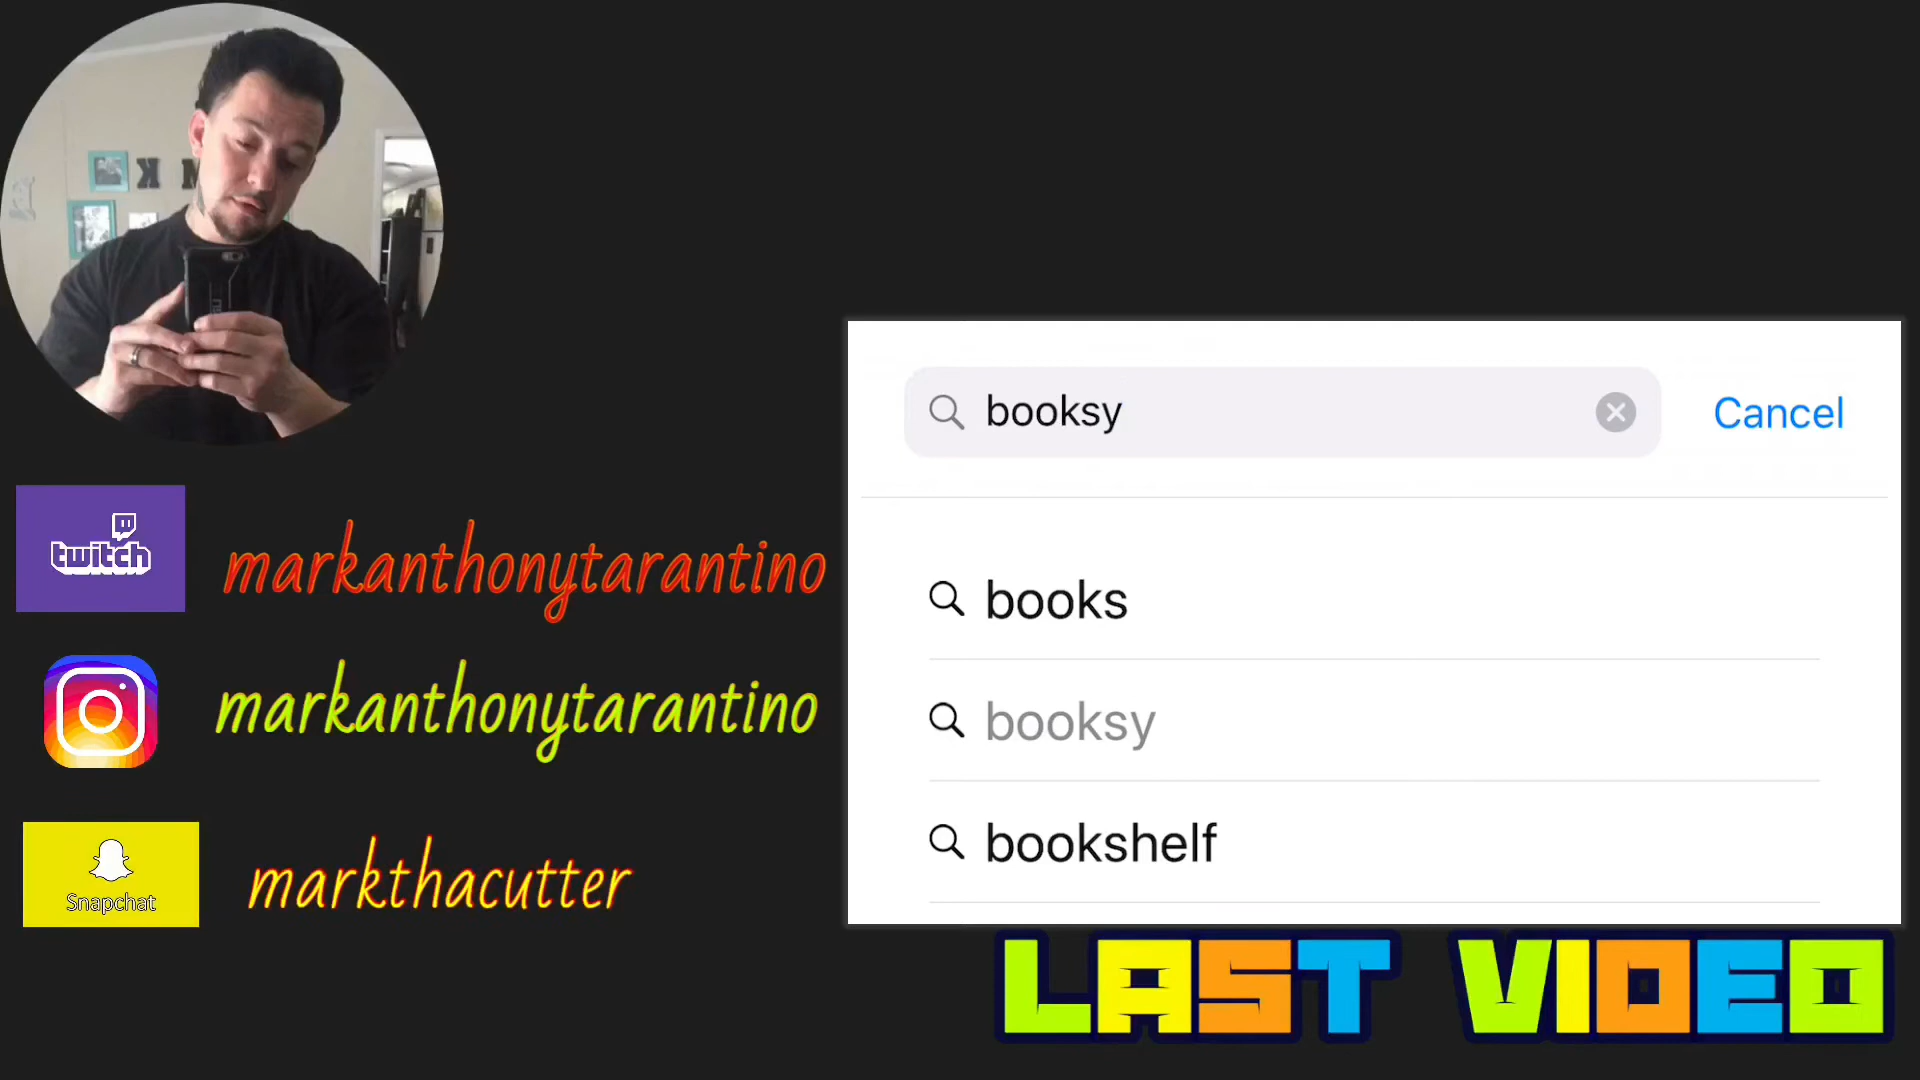 K M
twitch
markanthonytarantino
markanthonytarantino
Snapchat
markthacutter
booksy
Cancel
books
booksy
bookshelf
LAST VIDEO